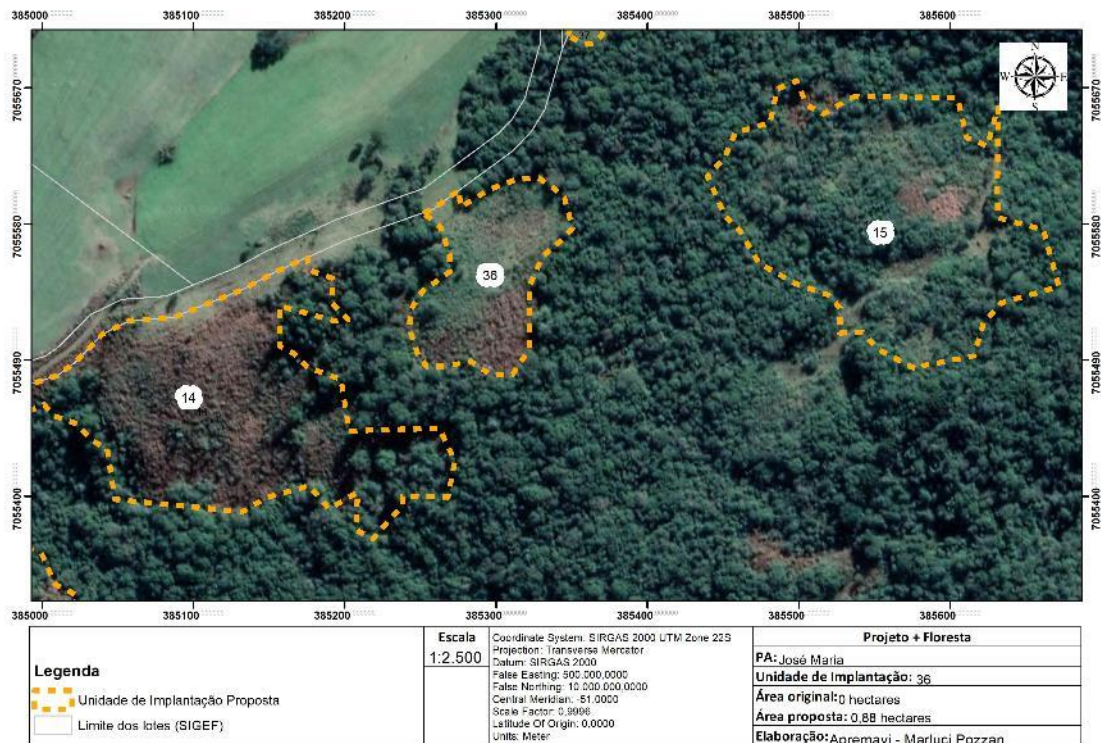 385000 385100 385200 385300 385400 385500 385600
7055670 7055670
7055580 7055580
7055490 7055490
7055400 7055400
N
W E
S
47
15
36
14
385000 385100 385200 385300 385400 385500 385600
Legenda
Unidade de Implantação Proposta
Limite dos lotes (SIGEF)
Escala
1:2.500
Coordinate System: SIRGAS 2000 UTM Zone 22S
Projection: Transverse Mercator
Datum: SIRGAS 2000
False Easting: 500.000,0000
False Northing: 10.000.000,0000
Central Meridian: -51,0000
Scale Factor: 0,9996
Latitude Of Origin: 0,0000
Units: Meter
Projeto + Floresta
PA: José Maria
Unidade de Implantação: 36
Área original: 0 hectares
Área proposta: 0,88 hectares
Elaboração: Apremavi - Marluci Pozzan